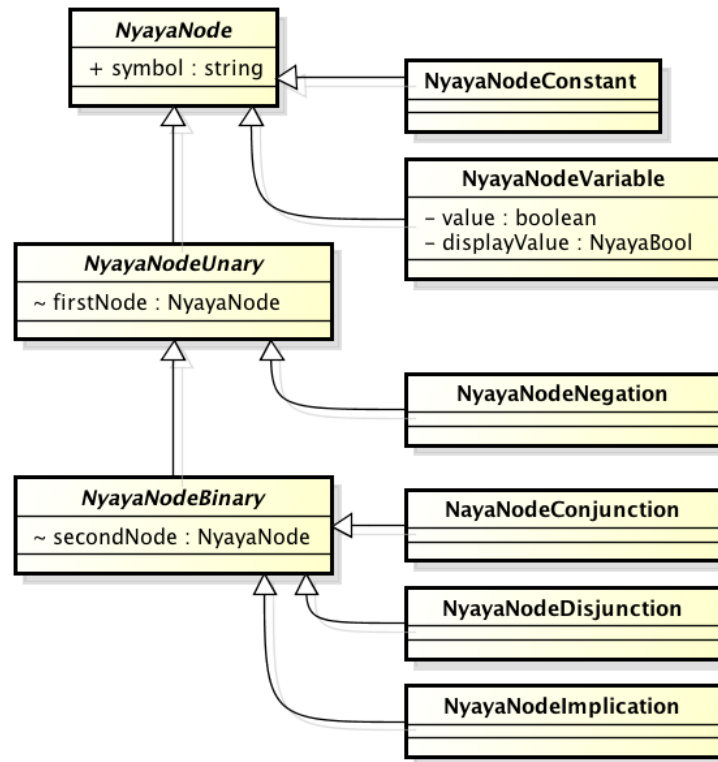 NyayaNode
+ symbol : string
NyayaNodeConstant
NyayaNodeVariable
– value : boolean
– displayValue : NyayaBool
NyayaNodeUnary
~ firstNode : NyayaNode
NyayaNodeNegation
NyayaNodeBinary
~ secondNode : NyayaNode
NayaNodeConjunction
NyayaNodeDisjunction
NyayaNodeImplication